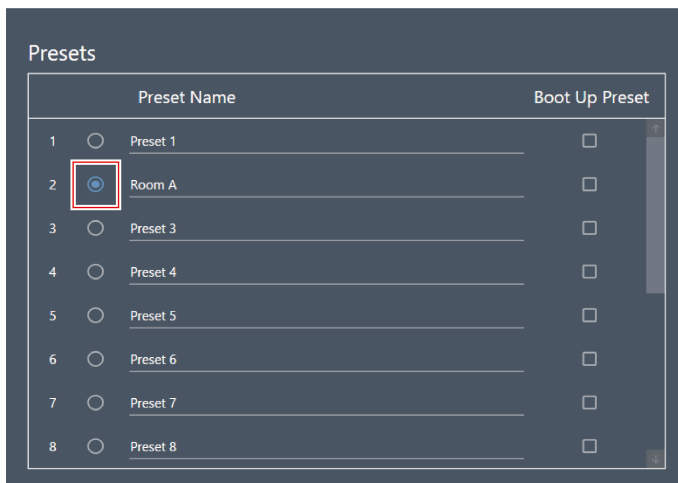 Presets
Preset Name Boot Up Preset
1 Preset 1
2 Room A
3 Preset 3
4 Preset 4
5 Preset 5
6 Preset 6
7 Preset 7
8 Preset 8